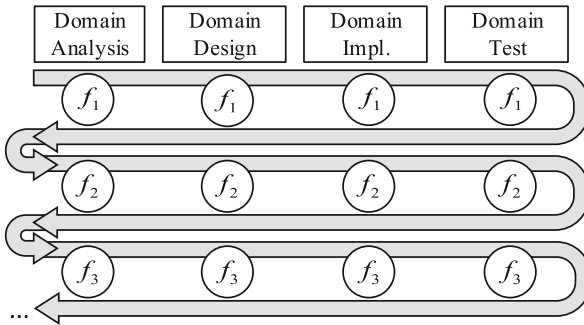 Domain Analysis
Domain Design
Domain Impl.
Domain Test
f1 f1 f1 f1
f2 f2 f2 f2
f3 f3 f3 f3
...